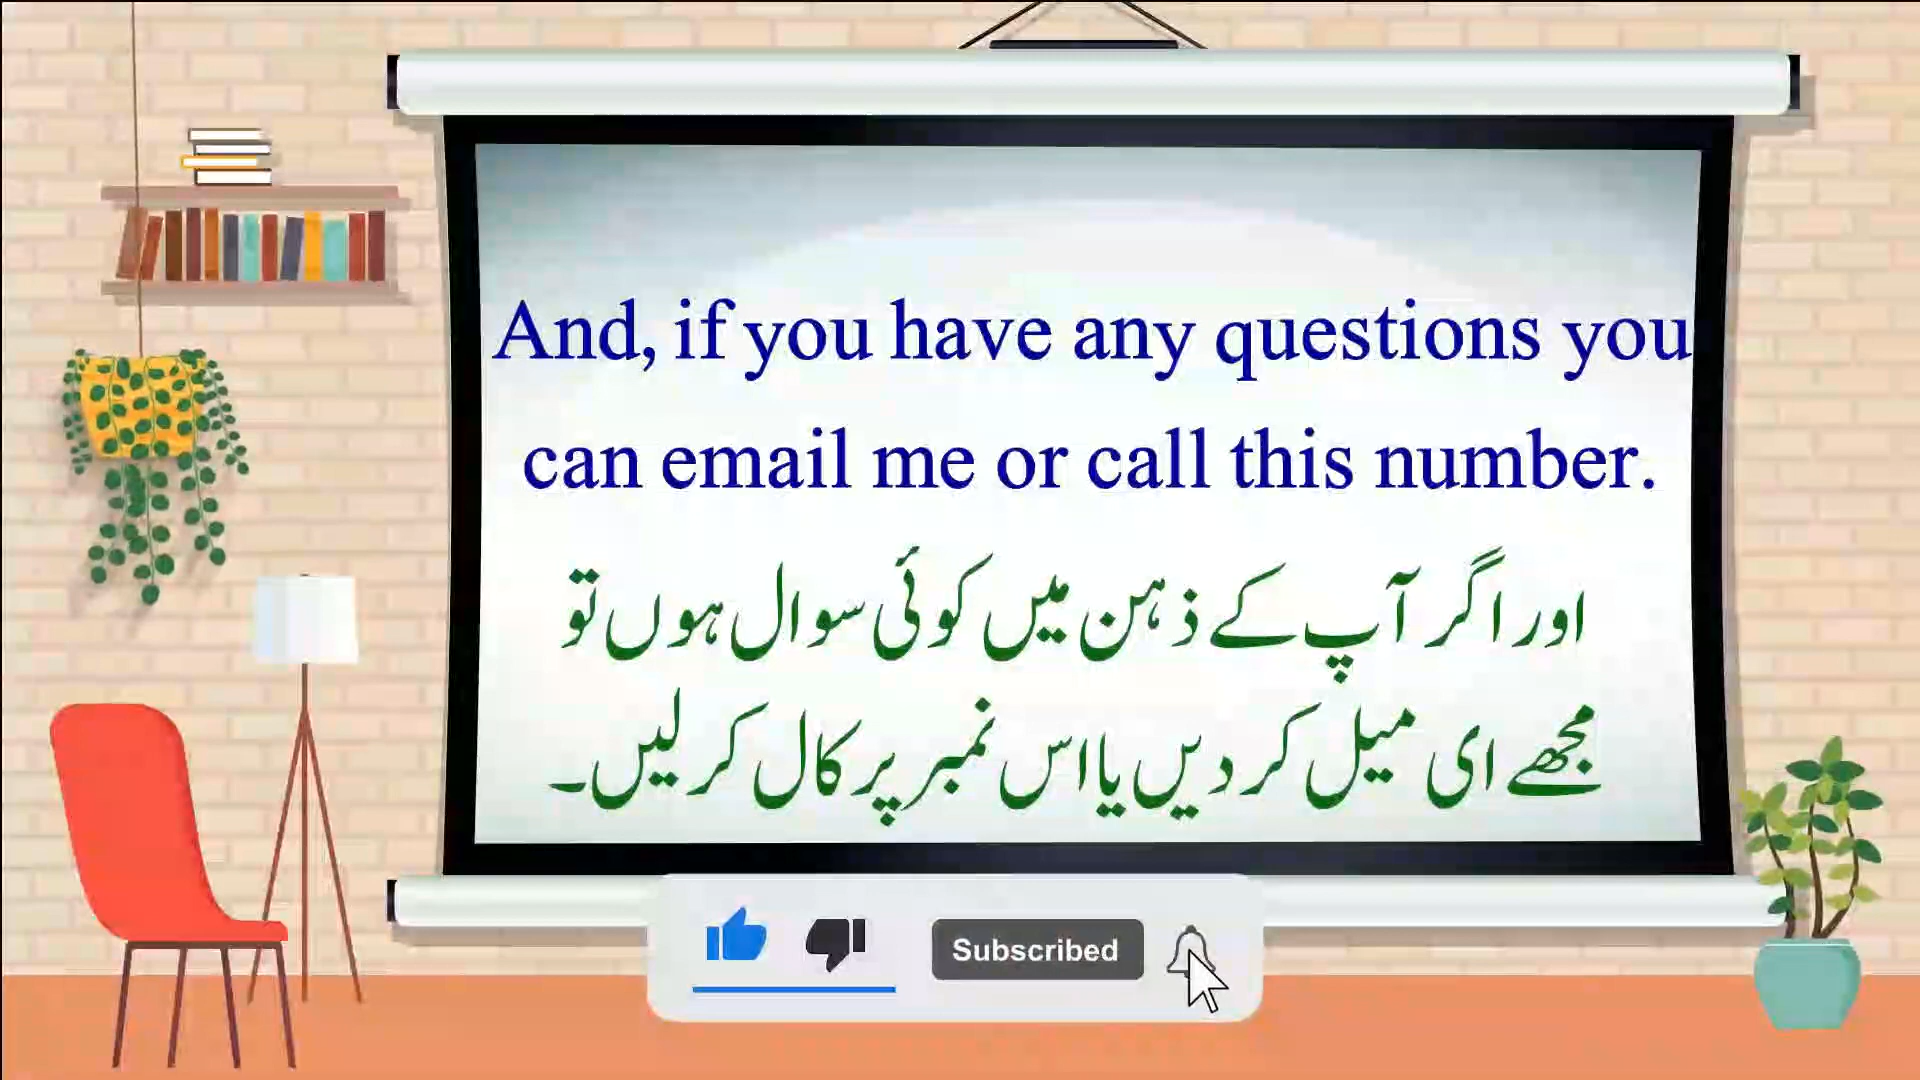 And, if you have any questions you
can email me or call this number.
اور اگر آپ کے ذہن میں کوئی سوال ہوں تو
مجھے ای میل کر دیں یا اس نمبر پر کال کر لیں۔
Subscribed